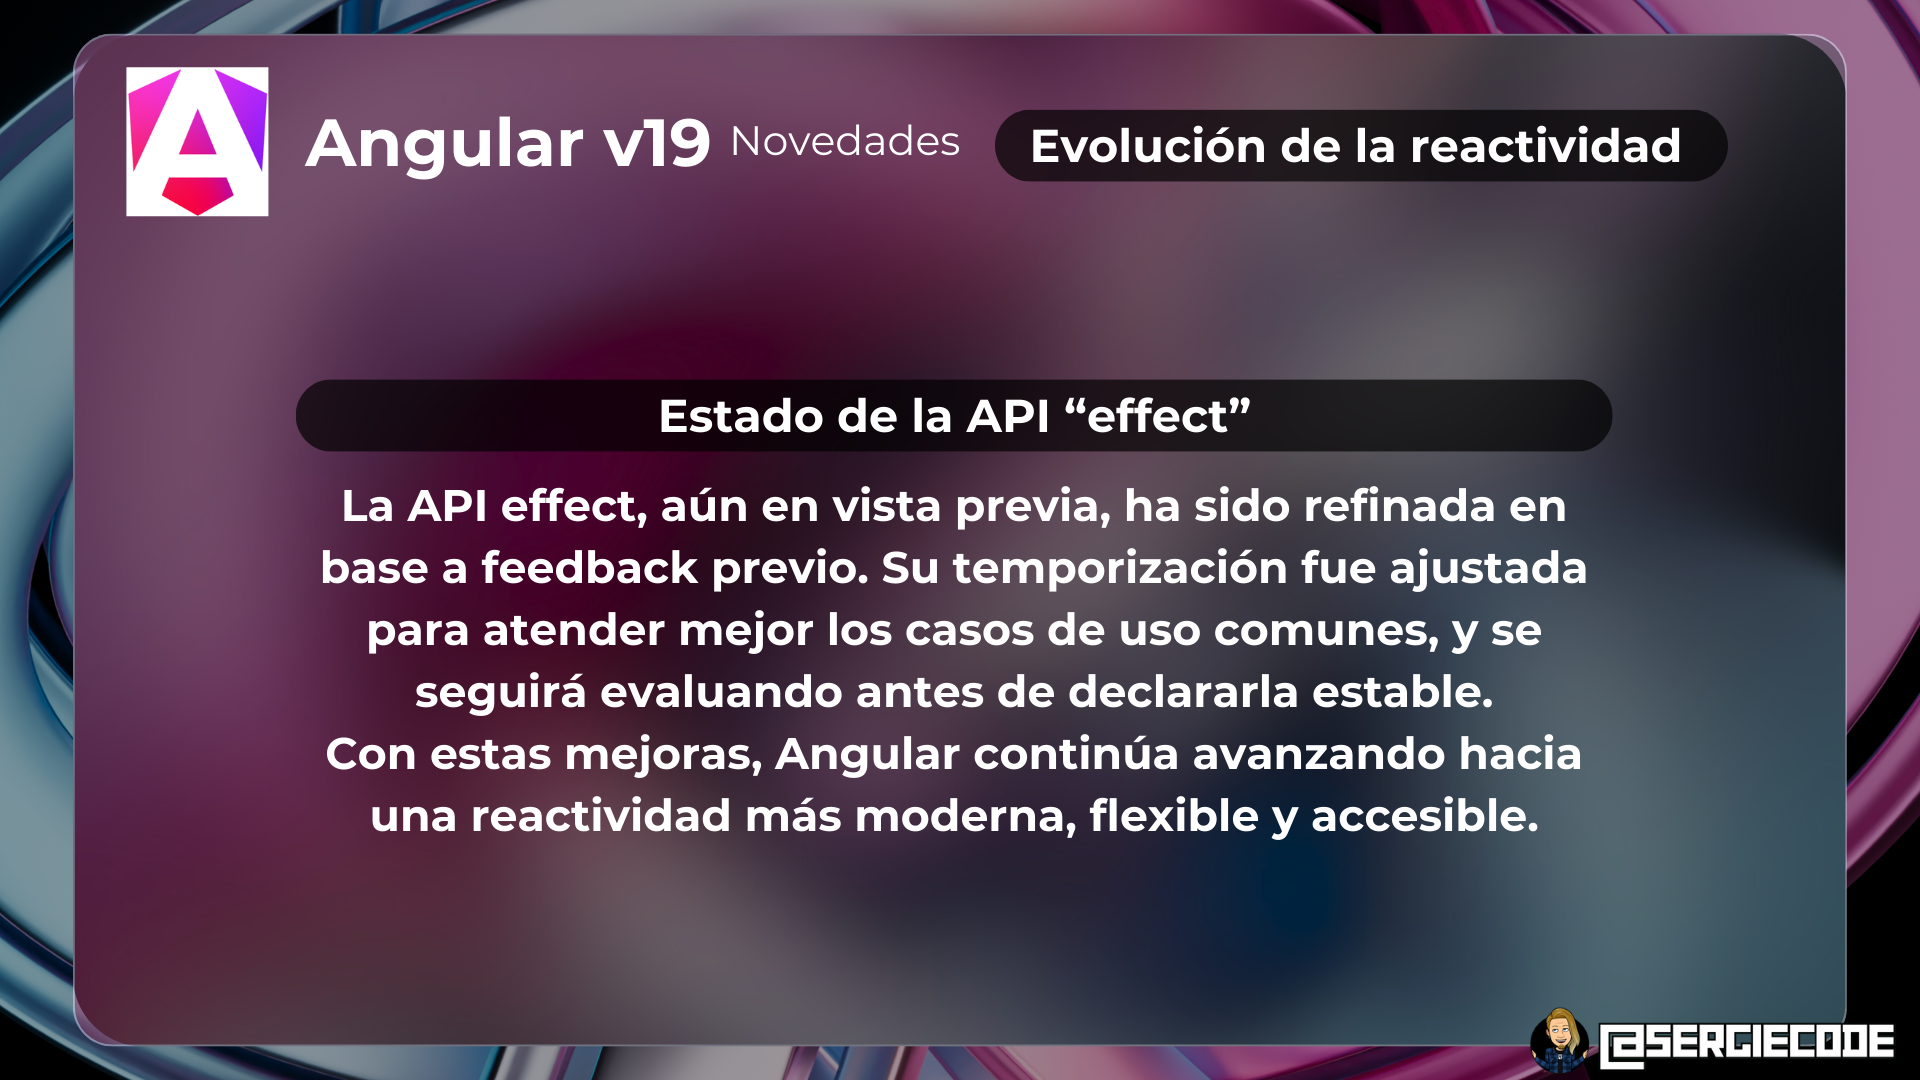 Angular v19 Novedades
Evolución de la reactividad
Estado de la API “effect”
La API effect, aún en vista previa, ha sido refinada en
base a feedback previo. Su temporización fue ajustada
para atender mejor los casos de uso comunes, y se
seguirá evaluando antes de declararla estable.
Con estas mejoras, Angular continúa avanzando hacia
una reactividad más moderna, flexible y accesible.
@SERGIECODE